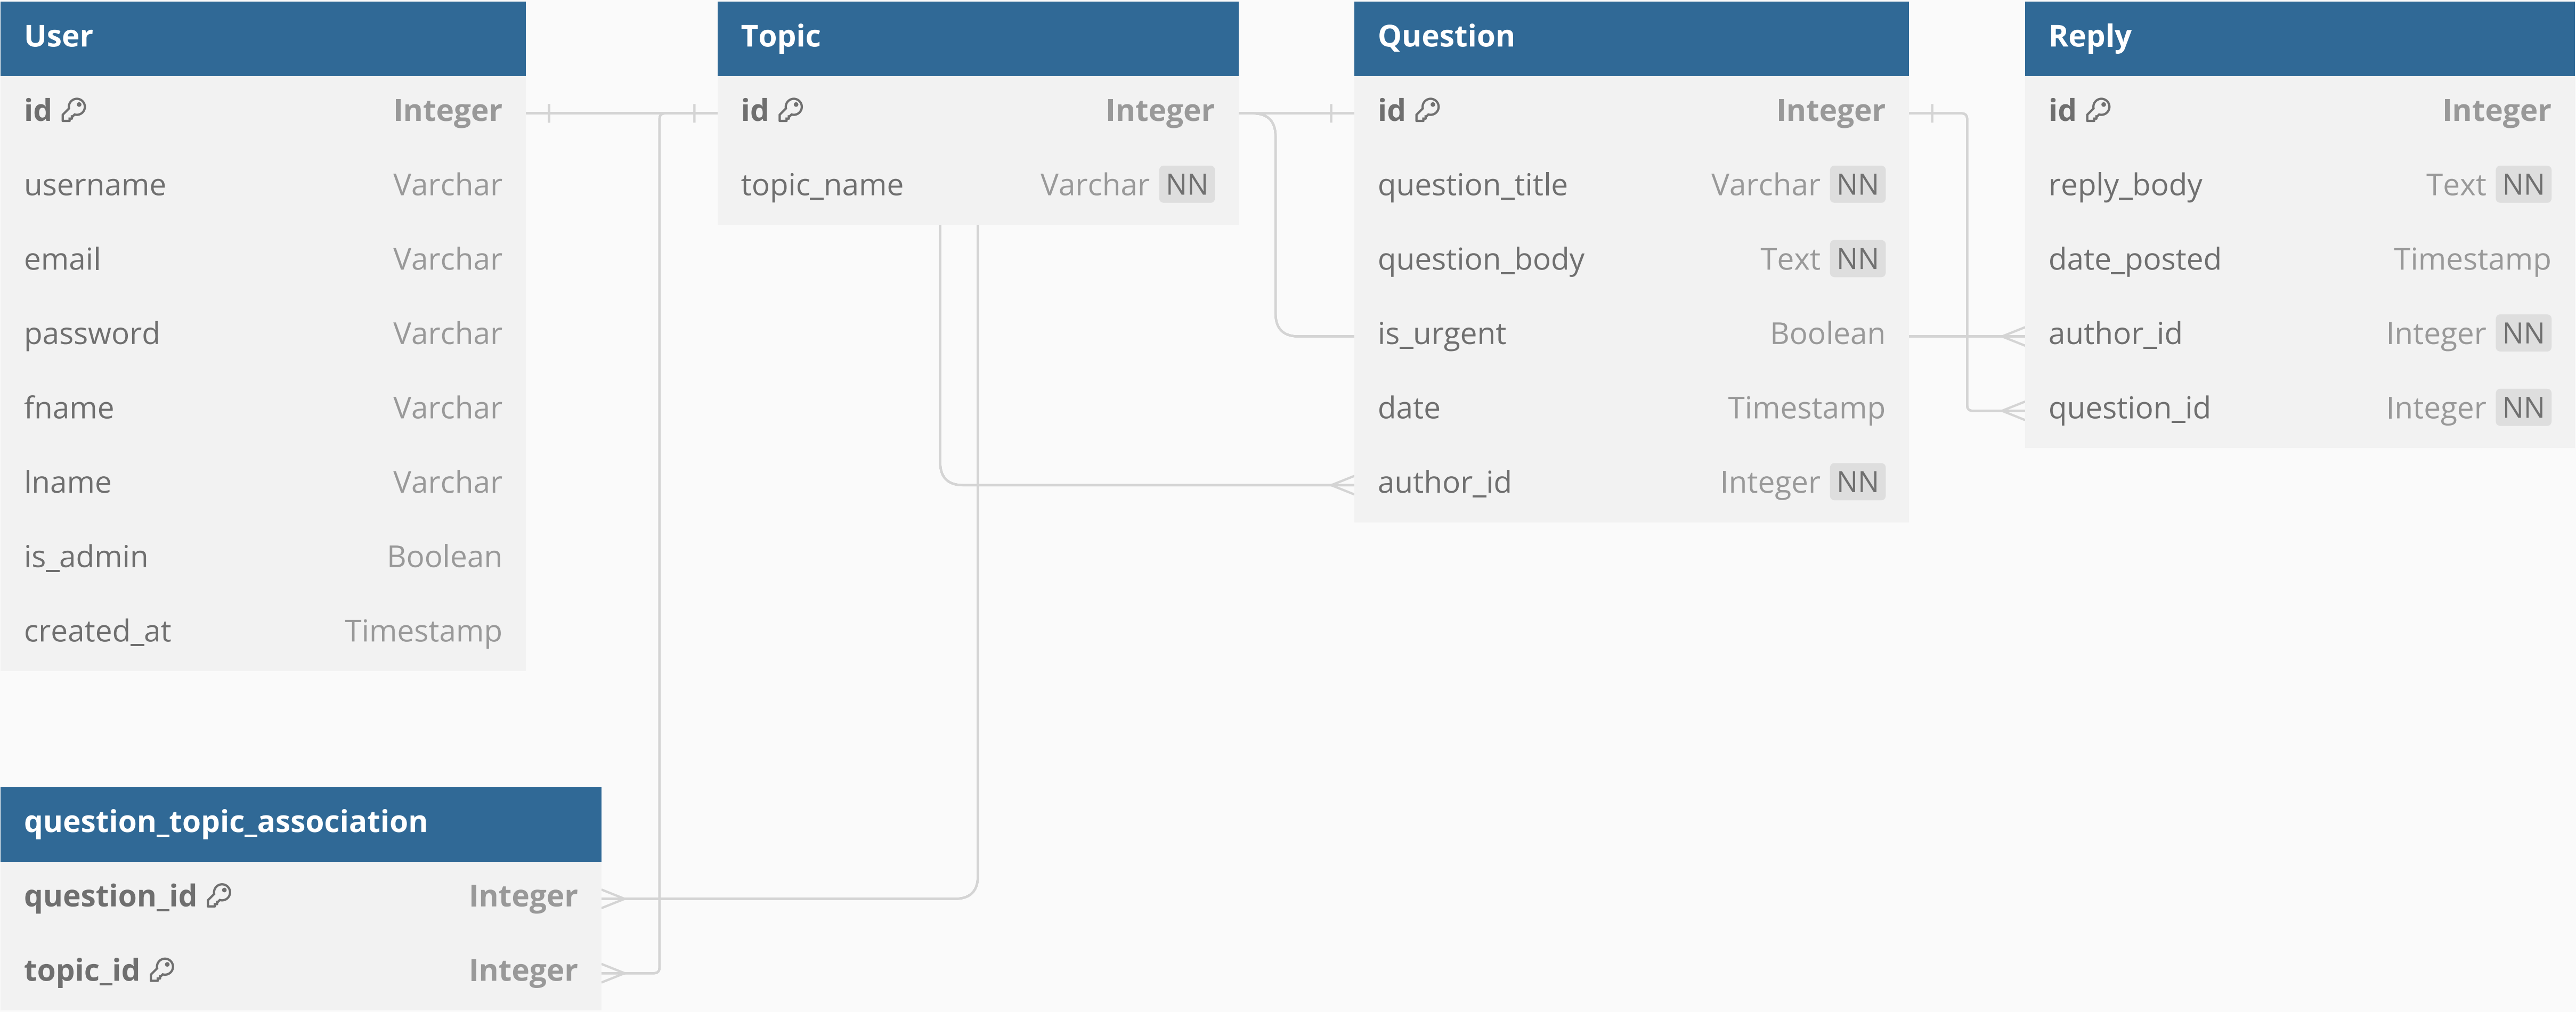 User
id Integer
username Varchar
email Varchar
password Varchar
fname Varchar
lname Varchar
is_admin Boolean
created_at Timestamp
Topic
id Integer
topic_name Varchar NN
Question
id Integer
question_title Varchar NN
question_body Text NN
is_urgent Boolean
date Timestamp
author_id Integer NN
Reply
id Integer
reply_body Text NN
date_posted Timestamp
author_id Integer NN
question_id Integer NN
question_topic_association
question_id Integer
topic_id Integer